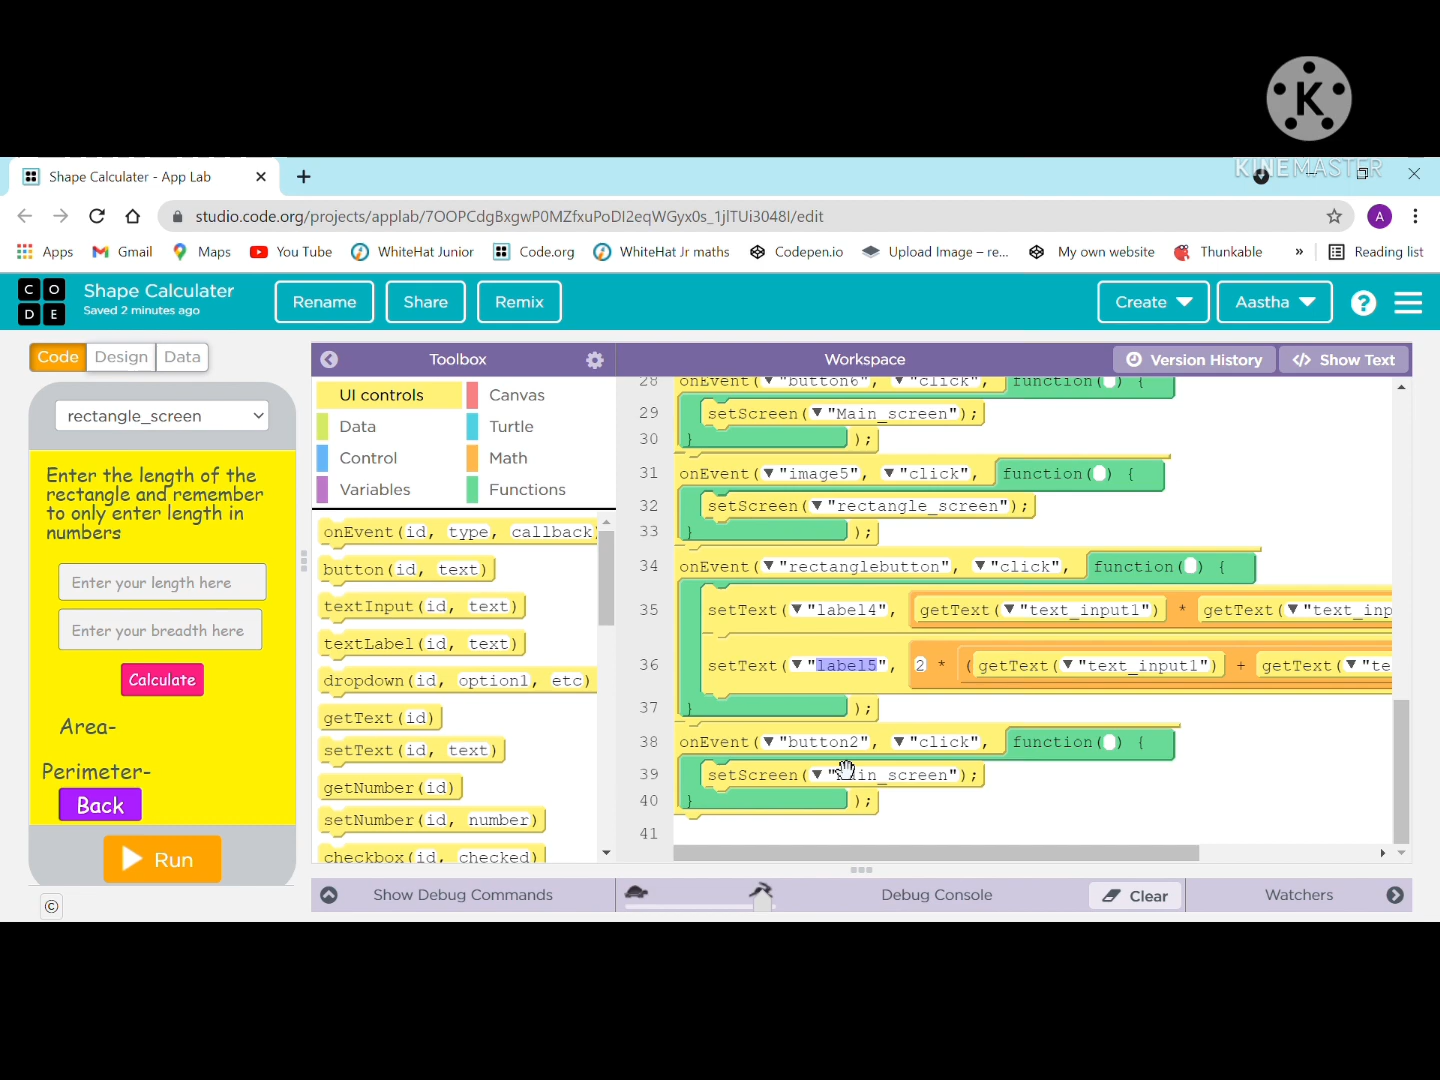 K
KINEMASTER
Shape Calculater - App Lab
studio.code.org/projects/applab/7OOPCdgBxgwP0MZfxuPoDI2eqWGyx0s_1jlTUi3048I/edit
A
Apps Gmail Maps You Tube WhiteHat Junior Code.org WhiteHat Jr maths Codepen.io Upload Image – re... My own website Thunkable » Reading list
C O D E
Shape Calculater
Saved 2 minutes ago
Rename Share Remix Create Aastha ?
Code Design Data
Toolbox
Workspace
Version History
</> Show Text
rectangle_screen
Enter the length of the
rectangle and remember
to only enter length in
numbers
Enter your length here
Enter your breadth here
Calculate
Area-
Perimeter-
Back
Run
©
UI controls Canvas
Data Turtle
Control Math
Variables Functions
onEvent(id, type, callback)
button(id, text)
textInput(id, text)
textLabel(id, text)
dropdown(id, option1, etc)
getText(id)
setText(id, text)
getNumber(id)
setNumber(id, number)
checkbox(id, checked)
28 onEvent(▼"button6", ▼"click", function() {
29 setScreen(▼"Main_screen");
30 });
31 onEvent(▼"image5", ▼"click", function() {
32 setScreen(▼"rectangle_screen");
33 });
34 onEvent(▼"rectanglebutton", ▼"click", function() {
35 setText(▼"label4", getText(▼"text_input1") * getText(▼"text_inp
36 setText(▼"label5", 2 * (getText(▼"text_input1") + getText(▼"te
37 });
38 onEvent(▼"button2", ▼"click", function() {
39 setScreen(▼"Main_screen");
40 });
41
Show Debug Commands
Debug Console
Clear
Watchers